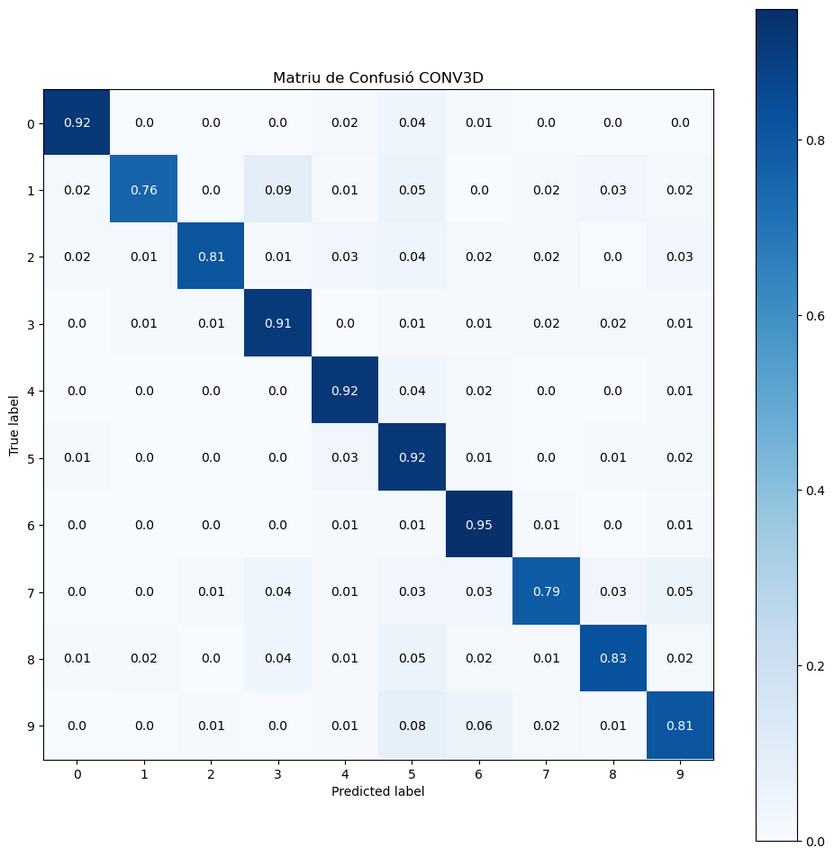 Matriu de Confusió CONV3D
True label
0 0.92 0.0 0.0 0.0 0.02 0.04 0.01 0.0 0.0 0.0
1 0.02 0.76 0.0 0.09 0.01 0.05 0.0 0.02 0.03 0.02
2 0.02 0.01 0.81 0.01 0.03 0.04 0.02 0.02 0.0 0.03
3 0.0 0.01 0.01 0.91 0.0 0.01 0.01 0.02 0.02 0.01
4 0.0 0.0 0.0 0.0 0.92 0.04 0.02 0.0 0.0 0.01
5 0.01 0.0 0.0 0.0 0.03 0.92 0.01 0.0 0.01 0.02
6 0.0 0.0 0.0 0.0 0.01 0.01 0.95 0.01 0.0 0.01
7 0.0 0.0 0.01 0.04 0.01 0.03 0.03 0.79 0.03 0.05
8 0.01 0.02 0.0 0.04 0.01 0.05 0.02 0.01 0.83 0.02
9 0.0 0.0 0.01 0.0 0.01 0.08 0.06 0.02 0.01 0.81
0 1 2 3 4 5 6 7 8 9
Predicted label
0.8
0.6
0.4
0.2
0.0